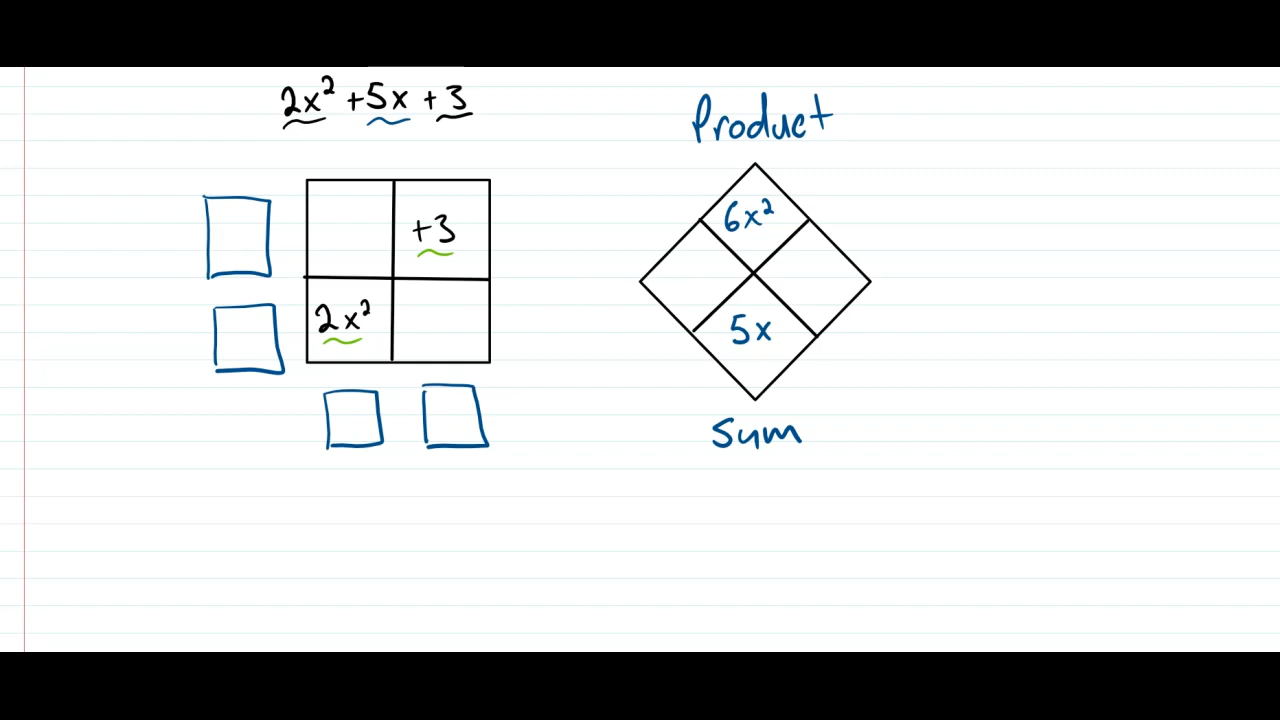 2x² + 5x + 3
Product
+3
6x²
2x²
5x
Sum